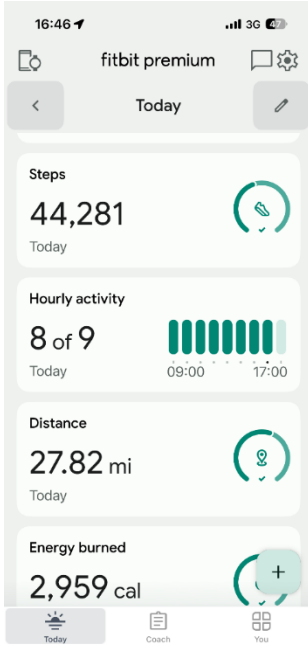 16:46
3G 47
fitbit premium
Today
Steps
44,281
Today
Hourly activity
8 of 9
Today
09:00 17:00
Distance
27.82 mi
Today
Energy burned
2,959 cal
+
Today Coach You